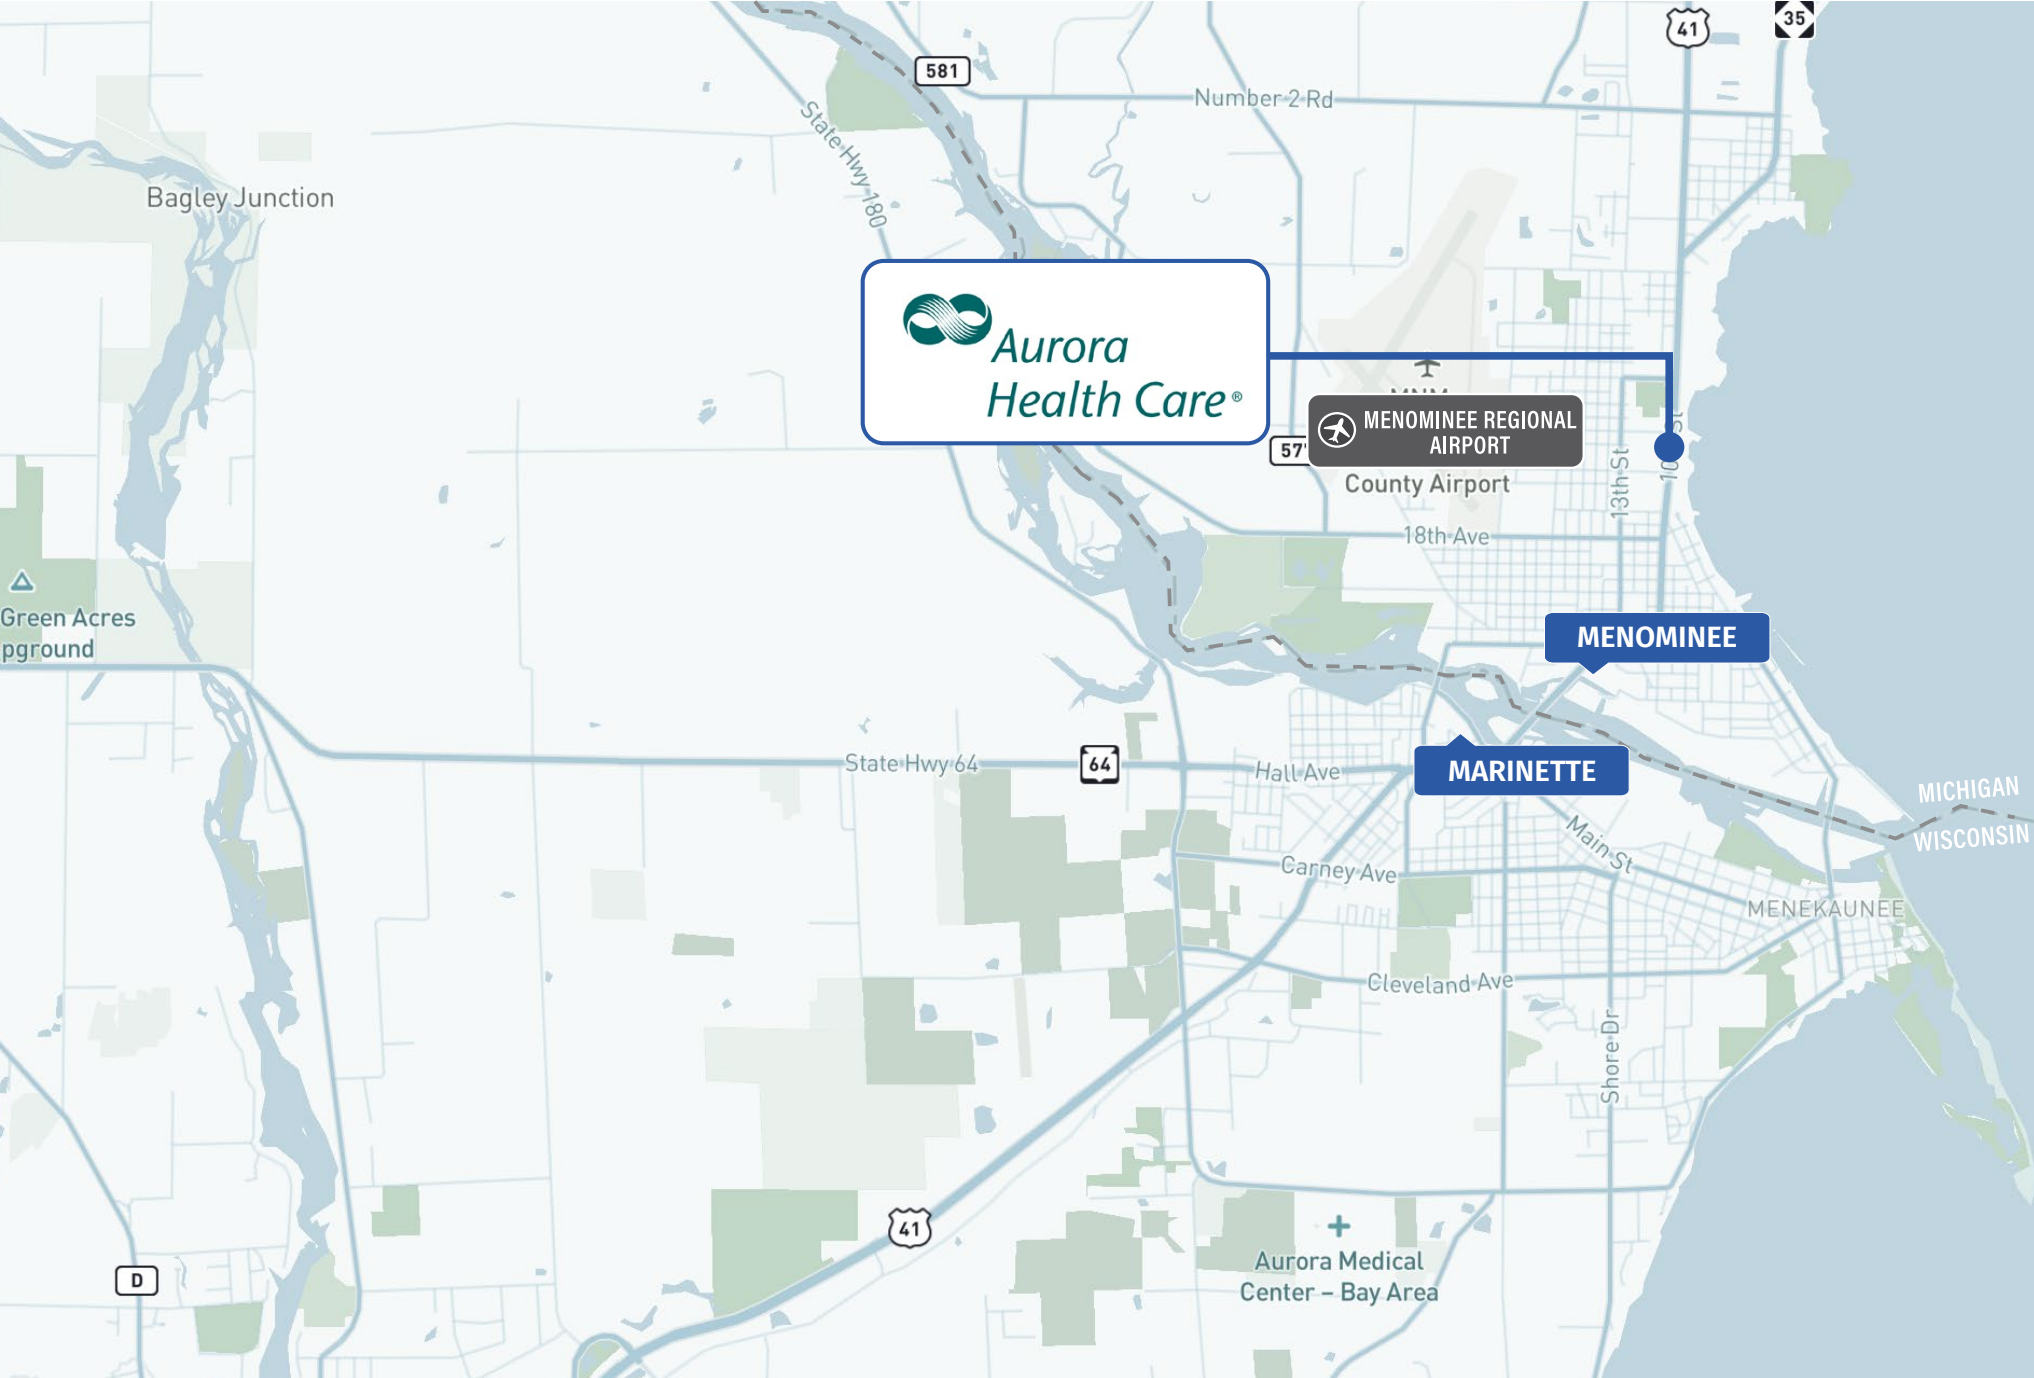 41
35
581
Number 2 Rd
State Hwy 180
Bagley Junction
Aurora
Health Care®
MENOMINEE REGIONAL
AIRPORT
County Airport
13th St
18th Ave
Green Acres
pground
MENOMINEE
MARINETTE
State Hwy 64
64
Hall Ave
MICHIGAN
WISCONSIN
Main St
Carney Ave
MENEKAUNEE
Cleveland Ave
Shore Dr
41
D
Aurora Medical
Center – Bay Area